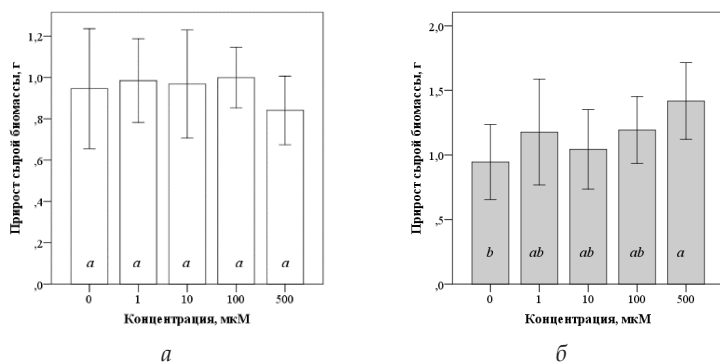 Прирост сырой биомассы, г
1,2
1,0
,8
,6
,4
,2
,0
a a a a a
0 1 10 100 500
Концентрация, мкМ
а
Прирост сырой биомассы, г
2,0
1,5
1,0
,5
,0
b ab ab ab a
0 1 10 100 500
Концентрация, мкМ
б